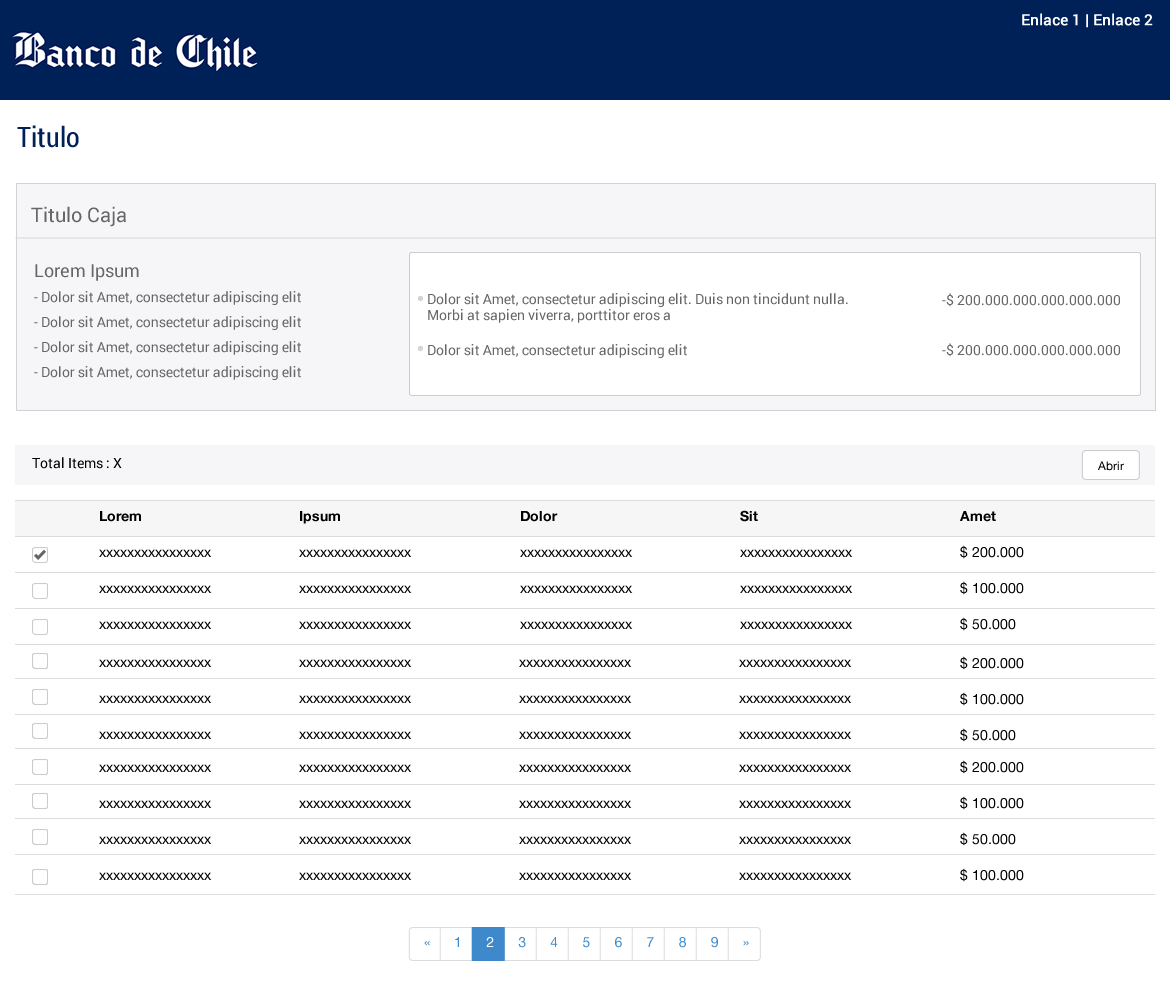 Enlace 1 | Enlace 2
Banco de Chile
Titulo
Titulo Caja
Lorem Ipsum
- Dolor sit Amet, consectetur adipiscing elit
- Dolor sit Amet, consectetur adipiscing elit
- Dolor sit Amet, consectetur adipiscing elit
- Dolor sit Amet, consectetur adipiscing elit
Dolor sit Amet, consectetur adipiscing elit. Duis non tincidunt nulla. -$ 200.000.000.000.000.000
Morbi at sapien viverra, porttitor eros a
Dolor sit Amet, consectetur adipiscing elit -$ 200.000.000.000.000.000
Total Items : X Abrir
Lorem Ipsum Dolor Sit Amet
xxxxxxxxxxxxxxxx xxxxxxxxxxxxxxxx xxxxxxxxxxxxxxxx xxxxxxxxxxxxxxxx $ 200.000
xxxxxxxxxxxxxxxx xxxxxxxxxxxxxxxx xxxxxxxxxxxxxxxx xxxxxxxxxxxxxxxx $ 100.000
xxxxxxxxxxxxxxxx xxxxxxxxxxxxxxxx xxxxxxxxxxxxxxxx xxxxxxxxxxxxxxxx $ 50.000
xxxxxxxxxxxxxxxx xxxxxxxxxxxxxxxx xxxxxxxxxxxxxxxx xxxxxxxxxxxxxxxx $ 200.000
xxxxxxxxxxxxxxxx xxxxxxxxxxxxxxxx xxxxxxxxxxxxxxxx xxxxxxxxxxxxxxxx $ 100.000
xxxxxxxxxxxxxxxx xxxxxxxxxxxxxxxx xxxxxxxxxxxxxxxx xxxxxxxxxxxxxxxx $ 50.000
xxxxxxxxxxxxxxxx xxxxxxxxxxxxxxxx xxxxxxxxxxxxxxxx xxxxxxxxxxxxxxxx $ 200.000
xxxxxxxxxxxxxxxx xxxxxxxxxxxxxxxx xxxxxxxxxxxxxxxx xxxxxxxxxxxxxxxx $ 100.000
xxxxxxxxxxxxxxxx xxxxxxxxxxxxxxxx xxxxxxxxxxxxxxxx xxxxxxxxxxxxxxxx $ 50.000
xxxxxxxxxxxxxxxx xxxxxxxxxxxxxxxx xxxxxxxxxxxxxxxx xxxxxxxxxxxxxxxx $ 100.000
« 1 2 3 4 5 6 7 8 9 »